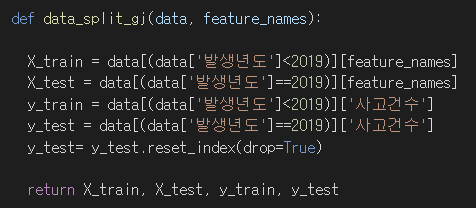 def data_split_gj(data, feature_names):
X_train = data[(data['발생년도']<2019)][feature_names]
X_test = data[(data['발생년도']==2019)][feature_names]
y_train = data[(data['발생년도']<2019)]['사고건수']
y_test = data[(data['발생년도']==2019)]['사고건수']
y_test= y_test.reset_index(drop=True)
return X_train, X_test, y_train, y_test